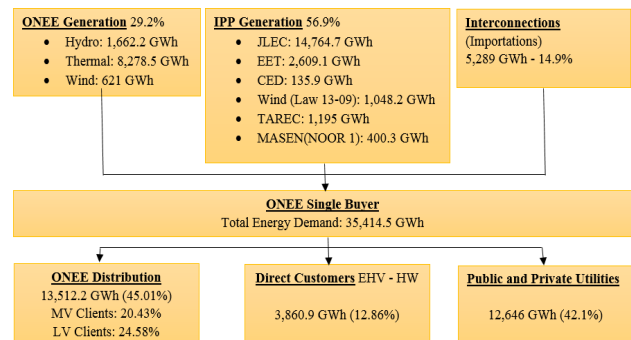 ONEE Generation 29.2%
• Hydro: 1,662.2 GWh
• Thermal: 8,278.5 GWh
• Wind: 621 GWh
IPP Generation 56.9%
• JLEC: 14,764.7 GWh
• EET: 2,609.1 GWh
• CED: 135.9 GWh
• Wind (Law 13-09): 1,048.2 GWh
• TAREC: 1,195 GWh
• MASEN(NOOR 1): 400.3 GWh
Interconnections
(Importations)
5,289 GWh - 14.9%
ONEE Single Buyer
Total Energy Demand: 35,414.5 GWh
ONEE Distribution
13,512.2 GWh (45.01%)
MV Clients: 20.43%
LV Clients: 24.58%
Direct Customers EHV - HW
3,860.9 GWh (12.86%)
Public and Private Utilities
12,646 GWh (42.1%)